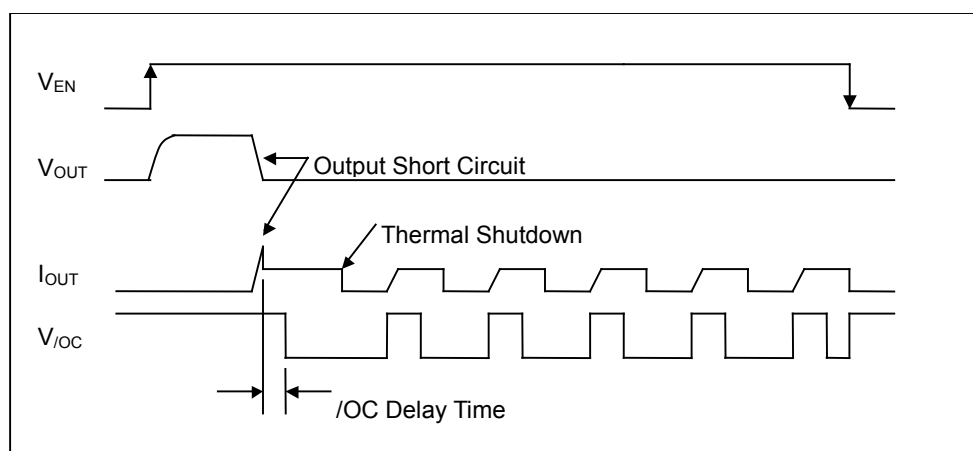 VEN
VOUT
Output Short Circuit
Thermal Shutdown
IOUT
V/OC
/OC Delay Time